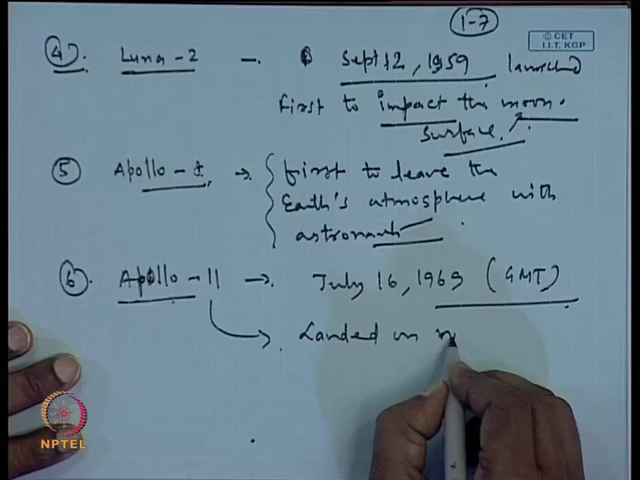 1-7
© CET
I.I.T. KGP
4. Luna-2 - Sept 12, 1959 launched
First to impact the moon.
surface.
5 Apollo-8. → First to leave the
Earth's atmosphere with
astronauts
6. Apollo-11 → July 16, 1969 (GMT)
→ Landed on m
NPTEL